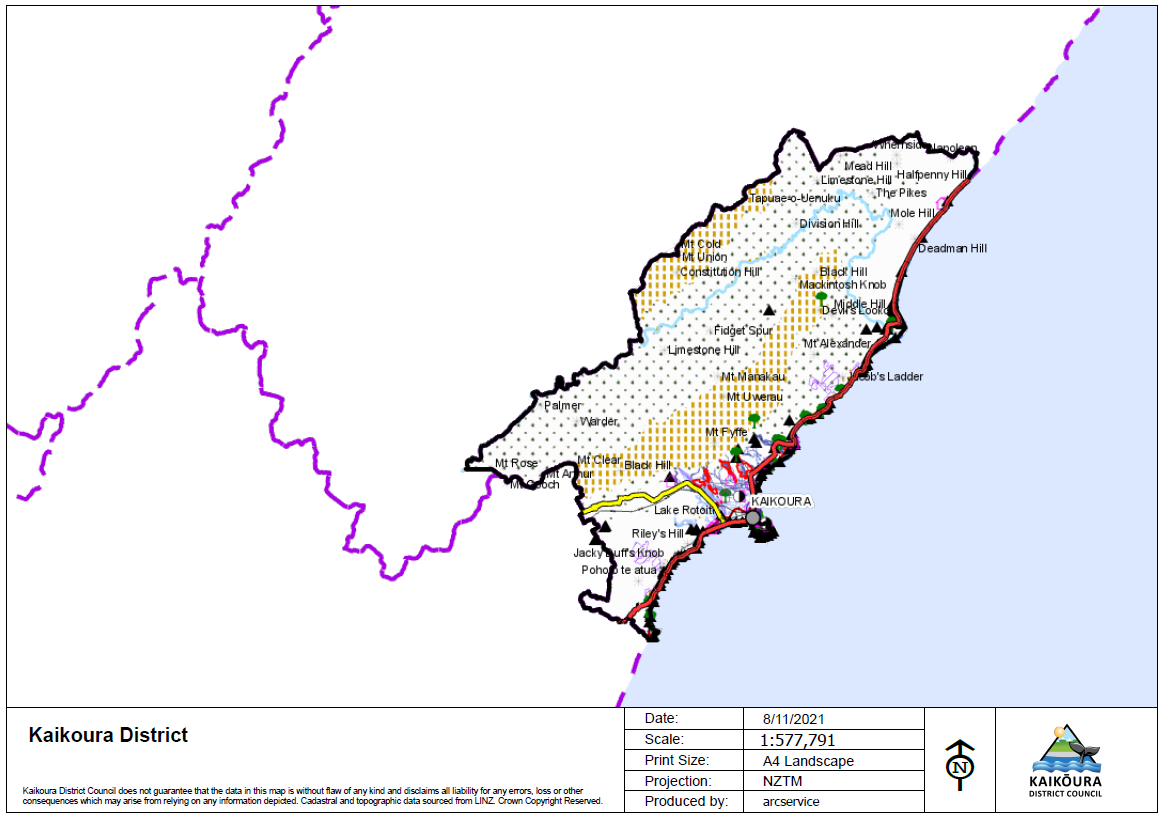 Napoleon
Mead Hill
Halfpenny Hill
Limestone Hill
The Pikes
Tapuae-o-Uenuku
Mole Hill
Division Hill
Mt Cold
Deadman Hill
Mt Union
Constitution Hill
Black Hill
Mackintosh Knob
Middle Hill
Devil's Looko
Fidget Spur
Mt Alexander
Limestone Hill
Mt Manakau
Jacob's Ladder
Mt Uwerau
Palmer
Warder
Mt Fyffe
Mt Clear
Mt Rose
Black Hill
Mt Arthur
Mt Gooch
KAIKOURA
Lake Rotoiti
Riley's Hill
Jacky Duff's Knob
te atua
Kaikoura District
Kaikoura District Council does not guarantee that the data in this map is without flaw of any kind and disclaims all liability for any errors, loss or other
consequences which may arise from relying on any information depicted. Cadastral and topographic data sourced from LINZ. Crown Copyright Reserved.
Date: 8/11/2021
Scale: 1:577,791
Print Size: A4 Landscape
Projection: NZTM
Produced by: arcservice
N
KAIKŌURA
DISTRICT COUNCIL